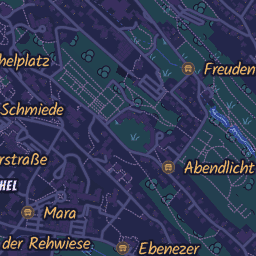 helplatz
Freuden
Schmiede
rstraße
Abendlicht
HEL
Mara
der Rehwiese
Ebenezer